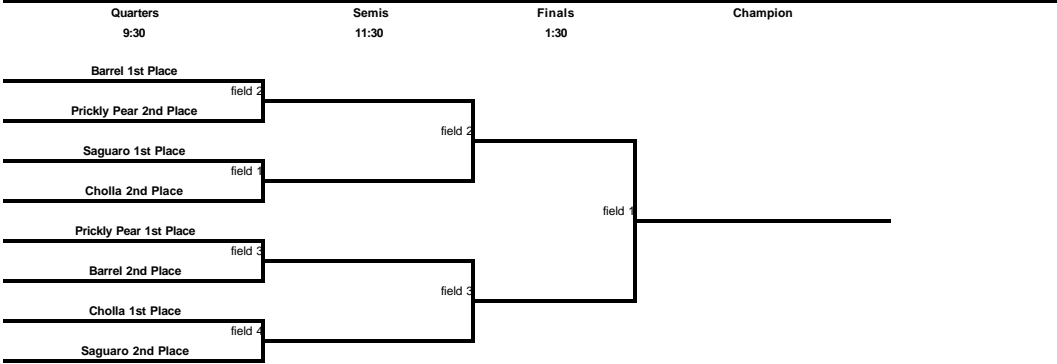 Quarters Semis Finals Champion
9:30 11:30 1:30
Barrel 1st Place
field 2
Prickly Pear 2nd Place
field 2
Saguaro 1st Place
field 1
Cholla 2nd Place
field 1
Prickly Pear 1st Place
field 3
Barrel 2nd Place
field 3
Cholla 1st Place
field 4
Saguaro 2nd Place